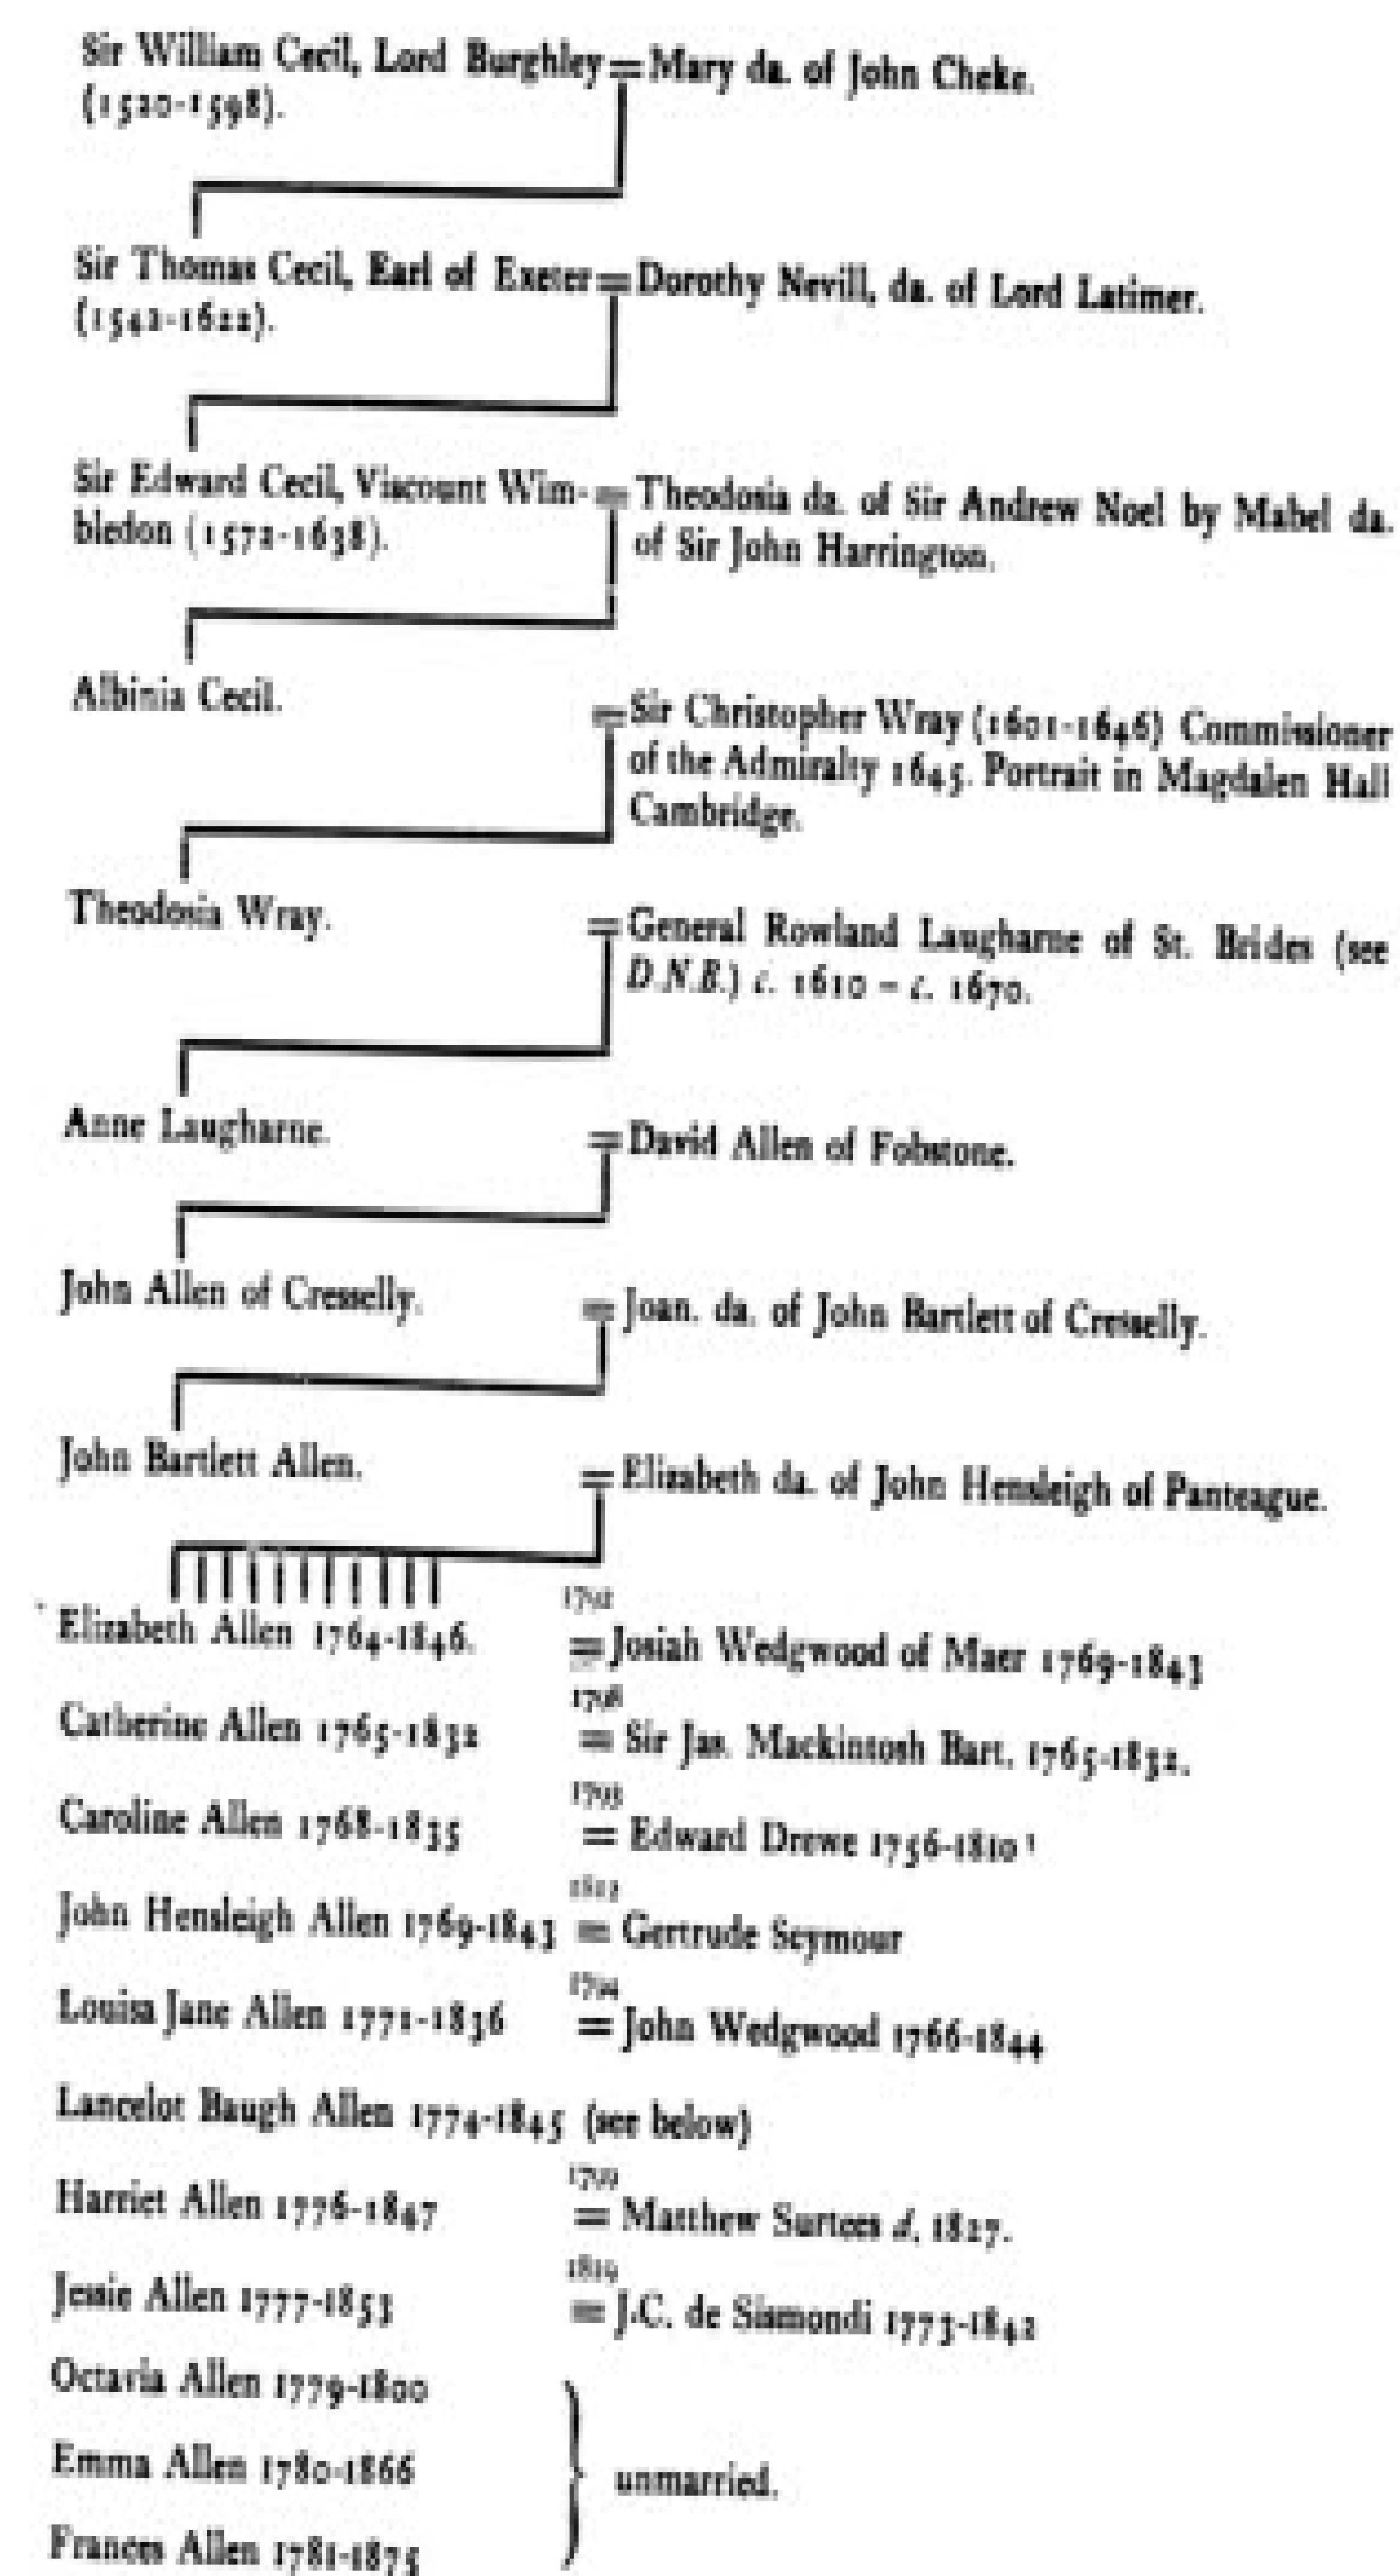 Sir William Cecil, Lord Burghley = Mary da. of John Cheke.
(1520-1598).
Sir Thomas Cecil, Earl of Exeter = Dorothy Nevill, da. of Lord Latimer.
(1542-1622).
Sir Edward Cecil, Viscount Wim- = Theodosia da. of Sir Andrew Noel by Mabel da.
bledon (1572-1638). of Sir John Harrington.
Albinia Cecil. = Sir Christopher Wray (1601-1646) Commissioner
of the Admiralty 1645. Portrait in Magdalen Hall
Cambridge.
Theodosia Wray. = General Rowland Laugharne of St. Brides (see
D.N.B.) c. 1610 – c. 1670.
Anne Laugharne. = David Allen of Fobstone.
John Allen of Cresselly. = Joan. da. of John Bartlett of Cresselly.
John Bartlett Allen. = Elizabeth da. of John Hensleigh of Panteague.
1792
Elizabeth Allen 1764-1846. = Josiah Wedgwood of Maer 1769-1843
1798
Catherine Allen 1765-1832 = Sir Jas. Mackintosh Bart. 1765-1832.
1793
Caroline Allen 1768-1835 = Edward Drewe 1756-1810 ¹
John Hensleigh Allen 1769-1843 = Gertrude Seymour
1794
Louisa Jane Allen 1771-1836 = John Wedgwood 1766-1844
Lancelot Baugh Allen 1774-1845 (see below)
1799
Harriet Allen 1776-1847 = Matthew Surtees d. 1827.
1819
Jessie Allen 1777-1853 = J.C. de Sismondi 1773-1842
Octavia Allen 1779-1800
Emma Allen 1780-1866 unmarried.
Frances Allen 1781-1875